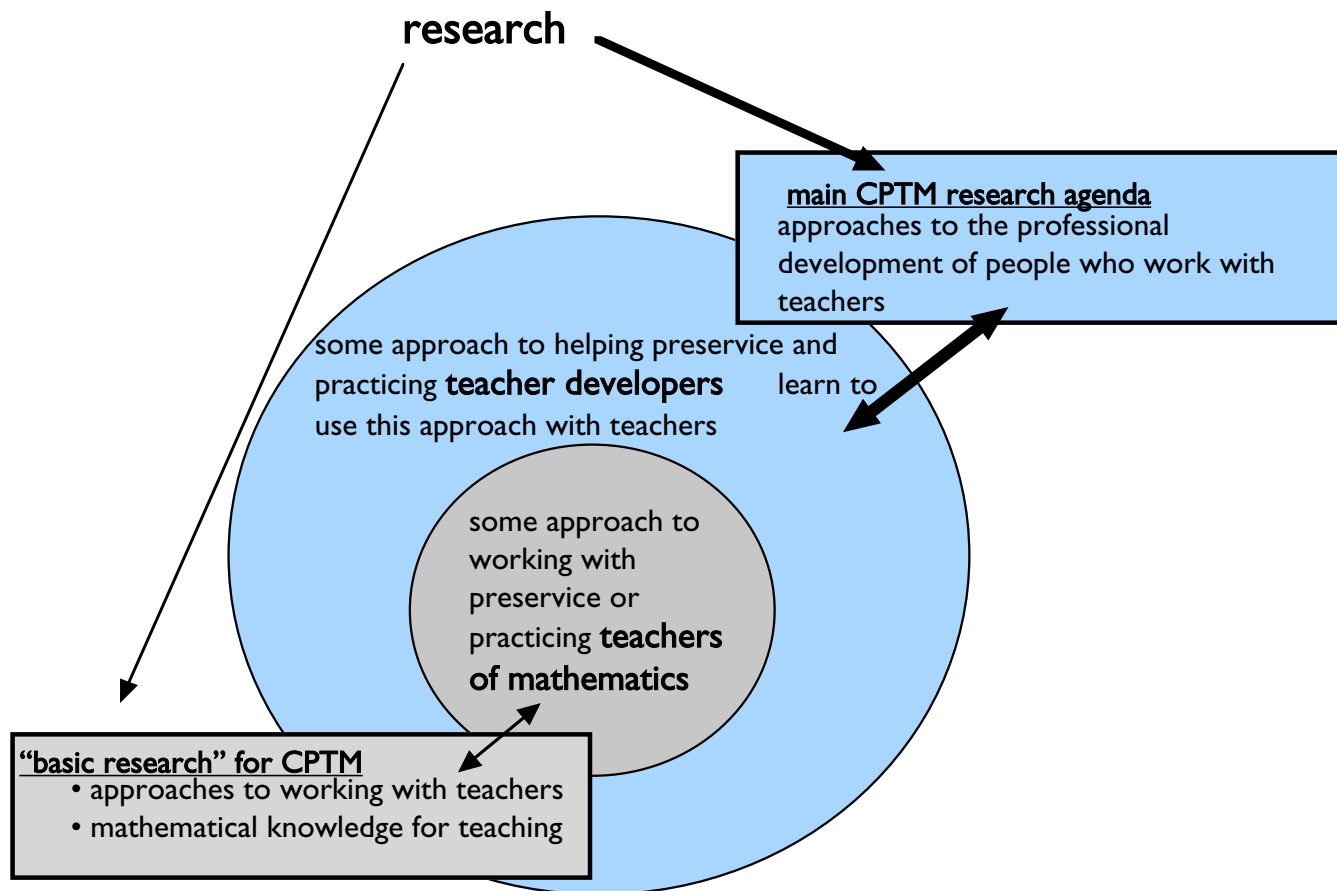 research
main CPTM research agenda
approaches to the professional
development of people who work with
teachers
some approach to helping preservice and
practicing teacher developers learn to
use this approach with teachers
some approach to
working with
preservice or
practicing teachers
of mathematics
“basic research” for CPTM
• approaches to working with teachers
• mathematical knowledge for teaching